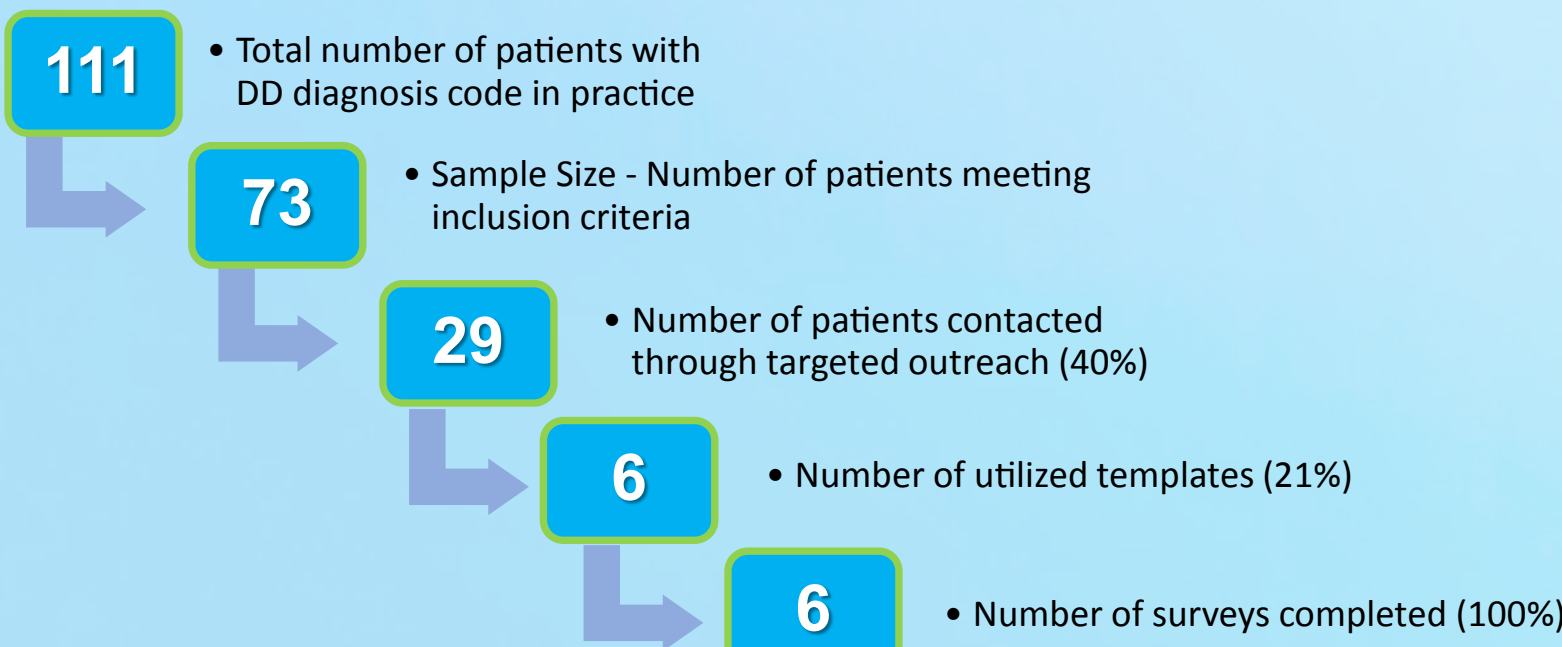 111
• Total number of patients with
DD diagnosis code in practice
73
• Sample Size - Number of patients meeting
inclusion criteria
29
• Number of patients contacted
through targeted outreach (40%)
6
• Number of utilized templates (21%)
6
• Number of surveys completed (100%)